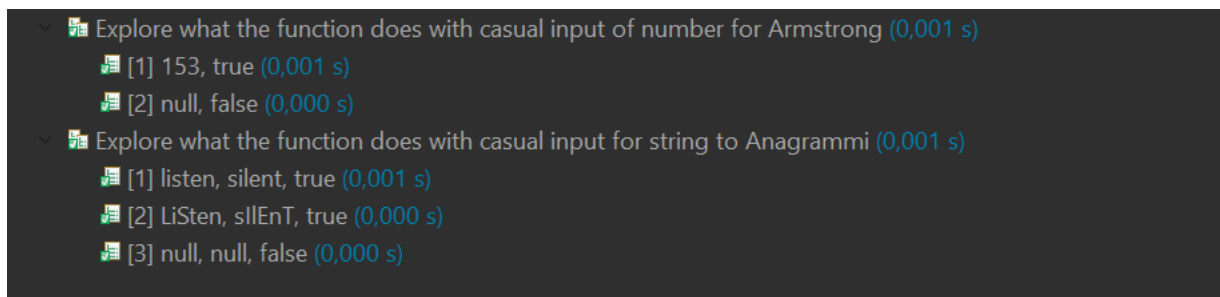 Explore what the function does with casual input of number for Armstrong (0,001 s)
[1] 153, true (0,001 s)
[2] null, false (0,000 s)
Explore what the function does with casual input for string to Anagrammi (0,001 s)
[1] listen, silent, true (0,001 s)
[2] LiSten, sIlEnT, true (0,000 s)
[3] null, null, false (0,000 s)